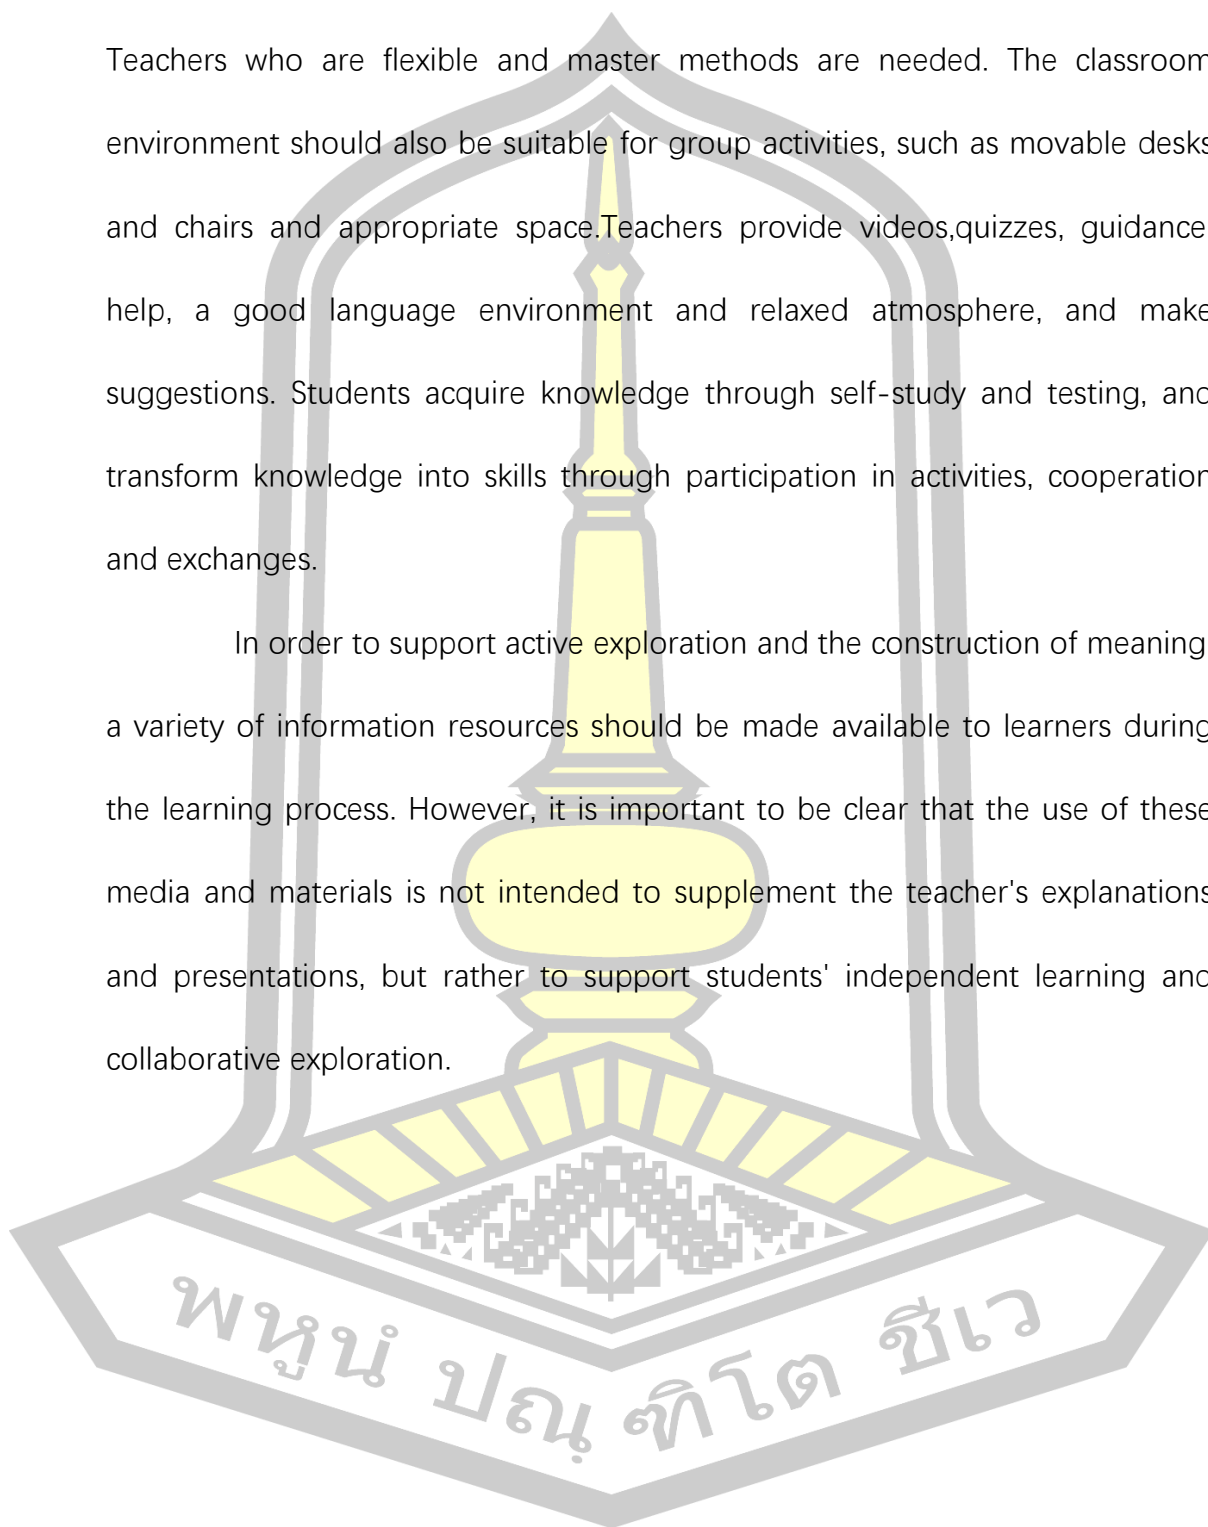 Teachers who are flexible and master methods are needed. The classroom
environment should also be suitable for group activities, such as movable desks
and chairs and appropriate space.Teachers provide videos,quizzes, guidance
help, a good language environment and relaxed atmosphere, and make
suggestions. Students acquire knowledge through self-study and testing, and
transform knowledge into skills through participation in activities, cooperation
and exchanges.
In order to support active exploration and the construction of meaning
a variety of information resources should be made available to learners during
the learning process. However, it is important to be clear that the use of these
media and materials is not intended to supplement the teacher's explanations
and presentations, but rather to support students' independent learning and
collaborative exploration.
พหูนํ ปณฺฑิโต ชีเว